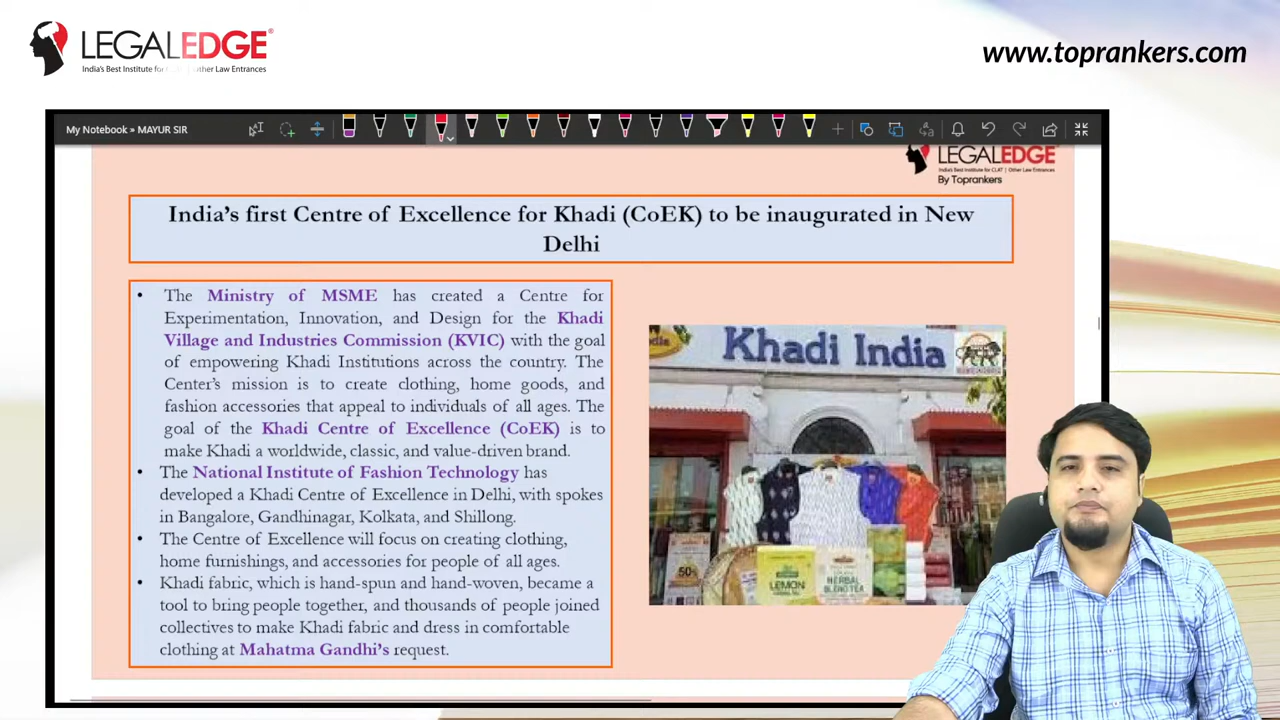 LEGALEDGE
India's Best Institute for Other Law Entrances
www.toprankers.com
My Notebook » MAYUR SIR
LEGALEDGE
India's Best Institute for CLAT | Other Law Entrances
By Toprankers
India's first Centre of Excellence for Khadi (CoEK) to be inaugurated in New
Delhi
• The Ministry of MSME has created a Centre for
Experimentation, Innovation, and Design for the Khadi
Village and Industries Commission (KVIC) with the goal
of empowering Khadi Institutions across the country. The
Center's mission is to create clothing, home goods, and
fashion accessories that appeal to individuals of all ages. The
goal of the Khadi Centre of Excellence (CoEK) is to
make Khadi a worldwide, classic, and value-driven brand.
• The National Institute of Fashion Technology has
developed a Khadi Centre of Excellence in Delhi, with spokes
in Bangalore, Gandhinagar, Kolkata, and Shillong.
• The Centre of Excellence will focus on creating clothing,
home furnishings, and accessories for people of all ages.
• Khadi fabric, which is hand-spun and hand-woven, became a
tool to bring people together, and thousands of people joined
collectives to make Khadi fabric and dress in comfortable
clothing at Mahatma Gandhi's request.
Khadi India
50%
LEMON
HERBAL